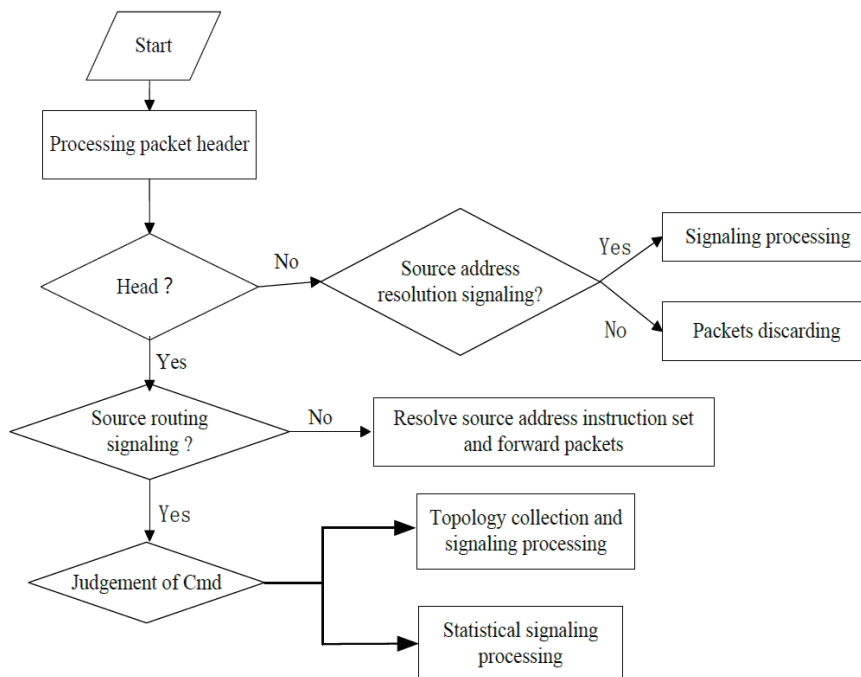 Start
Processing packet header
Head ?
No
Source address
resolution signaling?
Yes
Signaling processing
No
Packets discarding
Yes
Source routing
signaling ?
No
Resolve source address instruction set
and forward packets
Yes
Judgement of Cmd
Topology collection and
signaling processing
Statistical signaling
processing